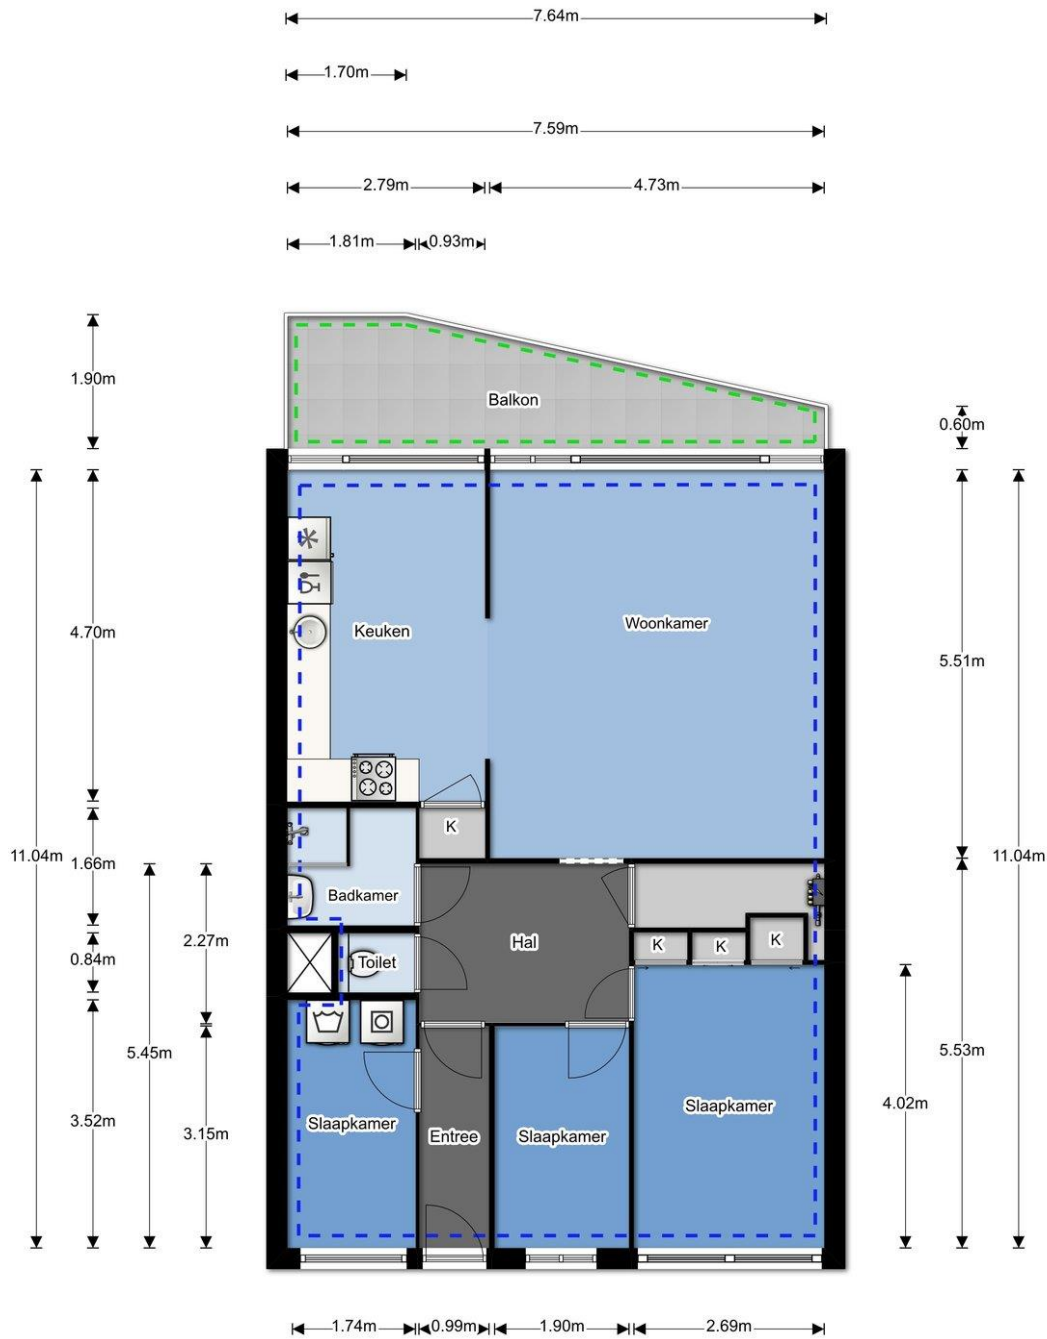 7.64m
1.70m
7.59m
2.79m
4.73m
1.81m
0.93m
1.90m
Balkon
0.60m
4.70m
Keuken
Woonkamer
5.51m
K
11.04m
1.66m
11.04m
Badkamer
2.27m
Hal
K
K
K
0.84m
Toilet
5.45m
5.53m
3.52m
3.15m
Slaapkamer
Entree
Slaapkamer
Slaapkamer
4.02m
1.74m
0.99m
1.90m
2.69m